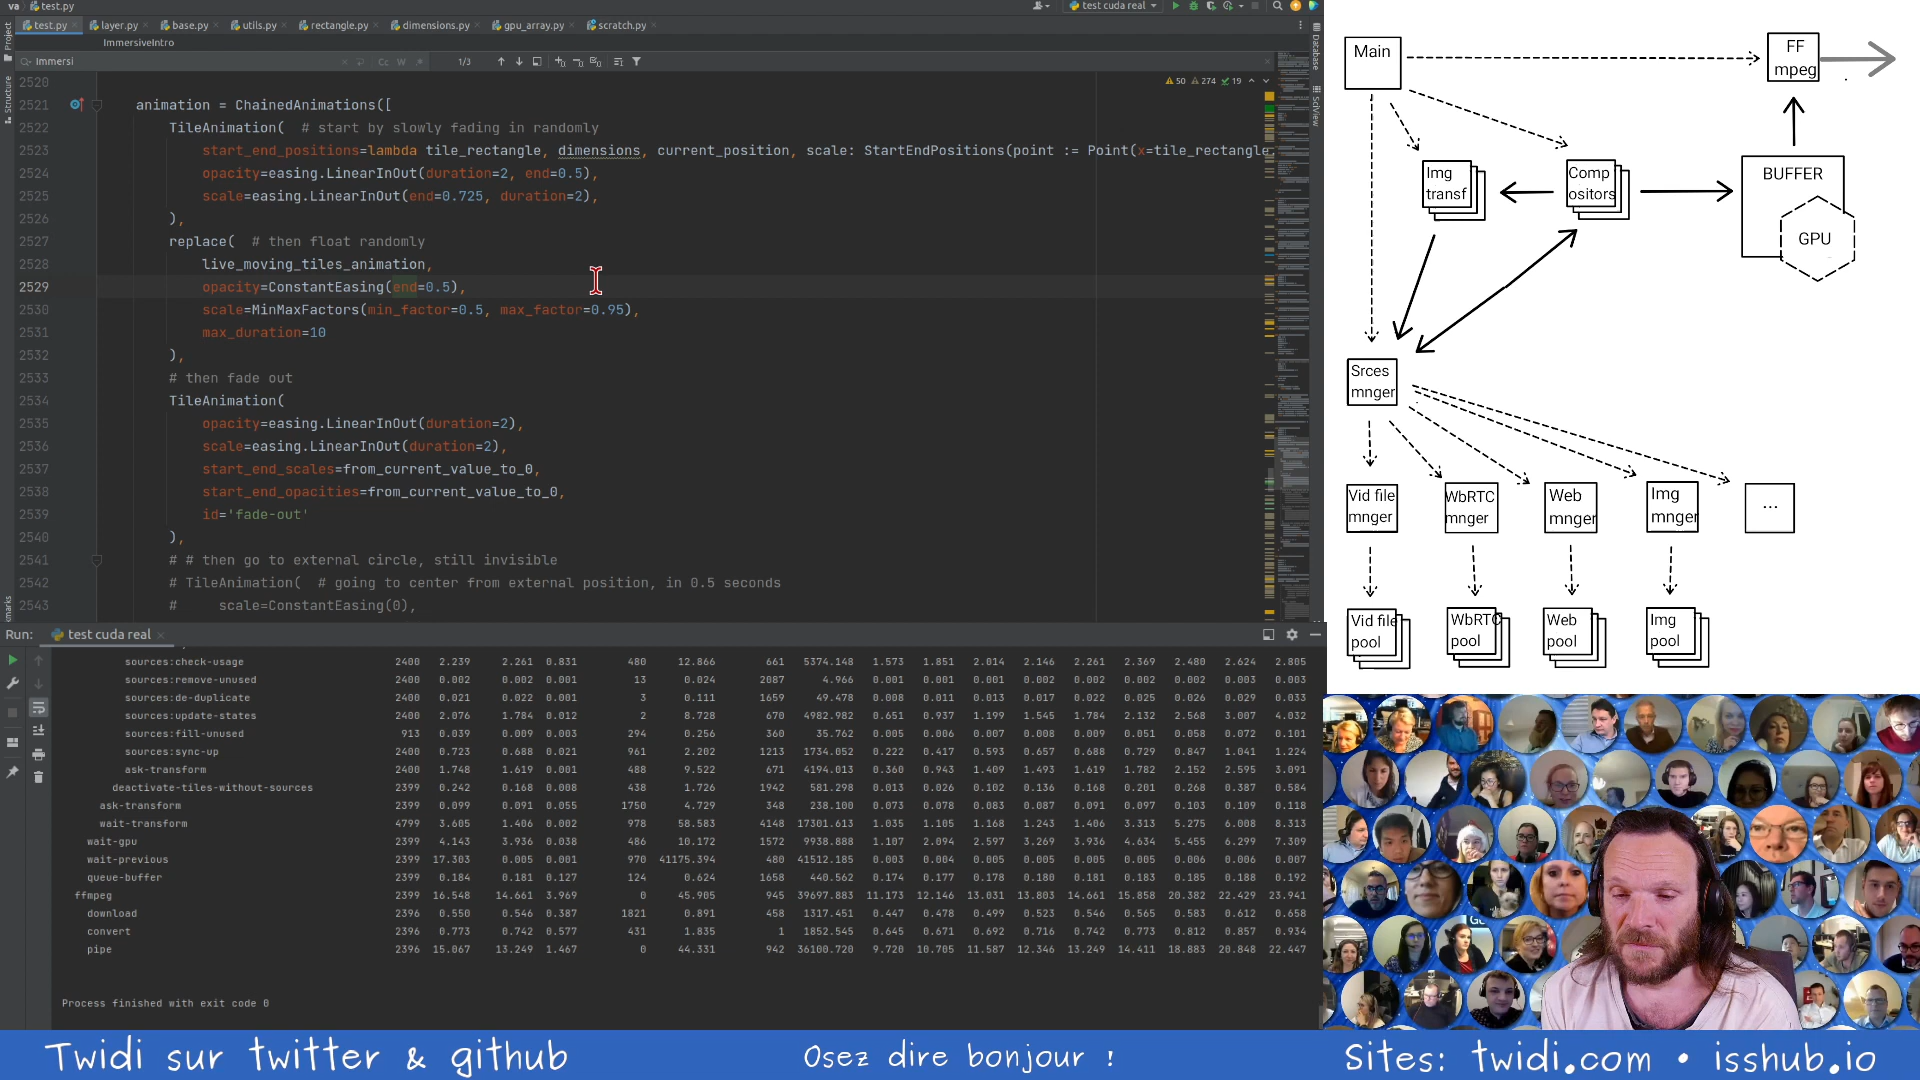 va
test.py
test cuda real
test.py
layer.py
base.py
utils.py
rectangle.py
dimensions.py
gpu_array.py
scratch.py
ImmersiveIntro
Immersi
Cc W
1/3
50 274 19
2520
2521 animation = ChainedAnimations([
2522 TileAnimation(  # start by slowly fading in randomly
2523 start_end_positions=lambda tile_rectangle, dimensions, current_position, scale: StartEndPositions(point := Point(x=tile_rectangle.
2524 opacity=easing.LinearInOut(duration=2, end=0.5),
2525 scale=easing.LinearInOut(end=0.725, duration=2),
2526 ),
2527 replace(  # then float randomly
2528 live_moving_tiles_animation,
2529 opacity=ConstantEasing(end=0.5),
2530 scale=MinMaxFactors(min_factor=0.5, max_factor=0.95),
2531 max_duration=10
2532 ),
2533 # then fade out
2534 TileAnimation(
2535 opacity=easing.LinearInOut(duration=2),
2536 scale=easing.LinearInOut(duration=2),
2537 start_end_scales=from_current_value_to_0,
2538 start_end_opacities=from_current_value_to_0,
2539 id='fade-out'
2540 ),
2541 # # then go to external circle, still invisible
2542 # TileAnimation(  # going to center from external position, in 0.5 seconds
2543 #     scale=ConstantEasing(0),
Project
Structure
Database
SciView
Run: test cuda real
sources:check-usage 2400 2.239 2.261 0.831 480 12.866 661 5374.148 1.573 1.851 2.014 2.146 2.261 2.369 2.480 2.624 2.805
sources:remove-unused 2400 0.002 0.002 0.001 13 0.024 2087 4.966 0.001 0.001 0.001 0.002 0.002 0.002 0.002 0.003 0.003
sources:de-duplicate 2400 0.021 0.022 0.001 3 0.111 1659 49.478 0.008 0.011 0.013 0.017 0.022 0.025 0.026 0.029 0.033
sources:update-states 2400 2.076 1.784 0.012 2 8.728 670 4982.982 0.651 0.937 1.199 1.545 1.784 2.132 2.568 3.007 4.032
sources:fill-unused 913 0.039 0.009 0.003 294 0.256 360 35.762 0.005 0.006 0.007 0.008 0.009 0.051 0.058 0.072 0.101
sources:sync-up 2400 0.723 0.688 0.021 961 2.202 1213 1734.052 0.222 0.417 0.593 0.657 0.688 0.729 0.847 1.041 1.224
ask-transform 2400 1.748 1.619 0.001 488 9.522 671 4194.013 0.360 0.943 1.409 1.493 1.619 1.782 2.152 2.595 3.091
deactivate-tiles-without-sources 2399 0.242 0.168 0.008 438 1.726 1942 581.298 0.013 0.026 0.102 0.136 0.168 0.201 0.268 0.387 0.584
ask-transform 2399 0.099 0.091 0.055 1750 4.729 348 238.100 0.073 0.078 0.083 0.087 0.091 0.097 0.103 0.109 0.118
wait-transform 4799 3.605 1.406 0.002 978 58.583 4148 17301.613 1.035 1.105 1.168 1.243 1.406 3.313 5.275 6.008 8.313
wait-gpu 2399 4.143 3.936 0.038 486 10.172 1572 9938.888 1.107 2.094 2.597 3.269 3.936 4.634 5.455 6.299 7.309
wait-previous 2399 17.303 0.005 0.001 970 41175.394 480 41512.185 0.003 0.004 0.005 0.005 0.005 0.005 0.006 0.006 0.007
queue-buffer 2399 0.184 0.181 0.127 124 0.624 1658 440.562 0.174 0.177 0.178 0.180 0.181 0.183 0.185 0.188 0.192
ffmpeg 2399 16.548 14.661 3.969 0 45.905 945 39697.883 11.173 12.146 13.031 13.803 14.661 15.858 20.382 22.429 23.941
download 2396 0.550 0.546 0.387 1821 0.891 458 1317.451 0.447 0.478 0.499 0.523 0.546 0.565 0.583 0.612 0.658
convert 2396 0.773 0.742 0.577 431 1.835 1 1852.545 0.645 0.671 0.692 0.716 0.742 0.773 0.812 0.857 0.934
pipe 2396 15.067 13.249 1.467 0 44.331 942 36100.720 9.720 10.705 11.587 12.346 13.249 14.411 18.883 20.848 22.447
Process finished with exit code 0
Main
FF
mpeg
Img
transf
Comp
ositors
BUFFER
GPU
Srces
mnger
Vid file
mnger
WbRTC
mnger
Web
mnger
Img
mnger
...
Vid file
pool
WbRTC
pool
Web
pool
Img
pool
Twidi sur twitter & github
Osez dire bonjour !
Sites: twidi.com • isshub.io